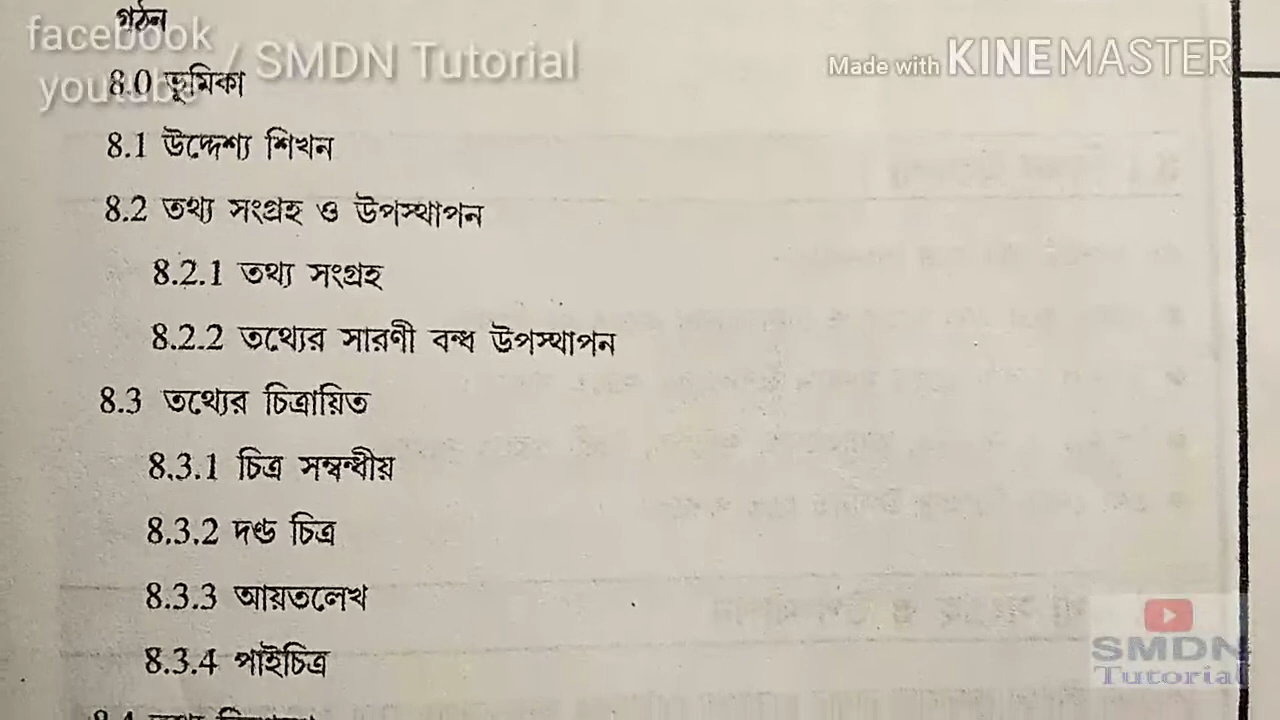 গঠন
facebook
youtube / SMDN Tutorial
Made with KINEMASTER
8.0 ভূমিকা
8.1 উদ্দেশ্য শিখন
8.2 তথ্য সংগ্রহ ও উপস্থাপন
8.2.1 তথ্য সংগ্রহ
8.2.2 তথ্যের সারণী বন্ধ উপস্থাপন
8.3 তথ্যের চিত্রায়িত
8.3.1 চিত্র সম্বন্ধীয়
8.3.2 দণ্ড চিত্র
8.3.3 আয়তলেখ
8.3.4 পাইচিত্র
8.4
SMDN
Tutorial